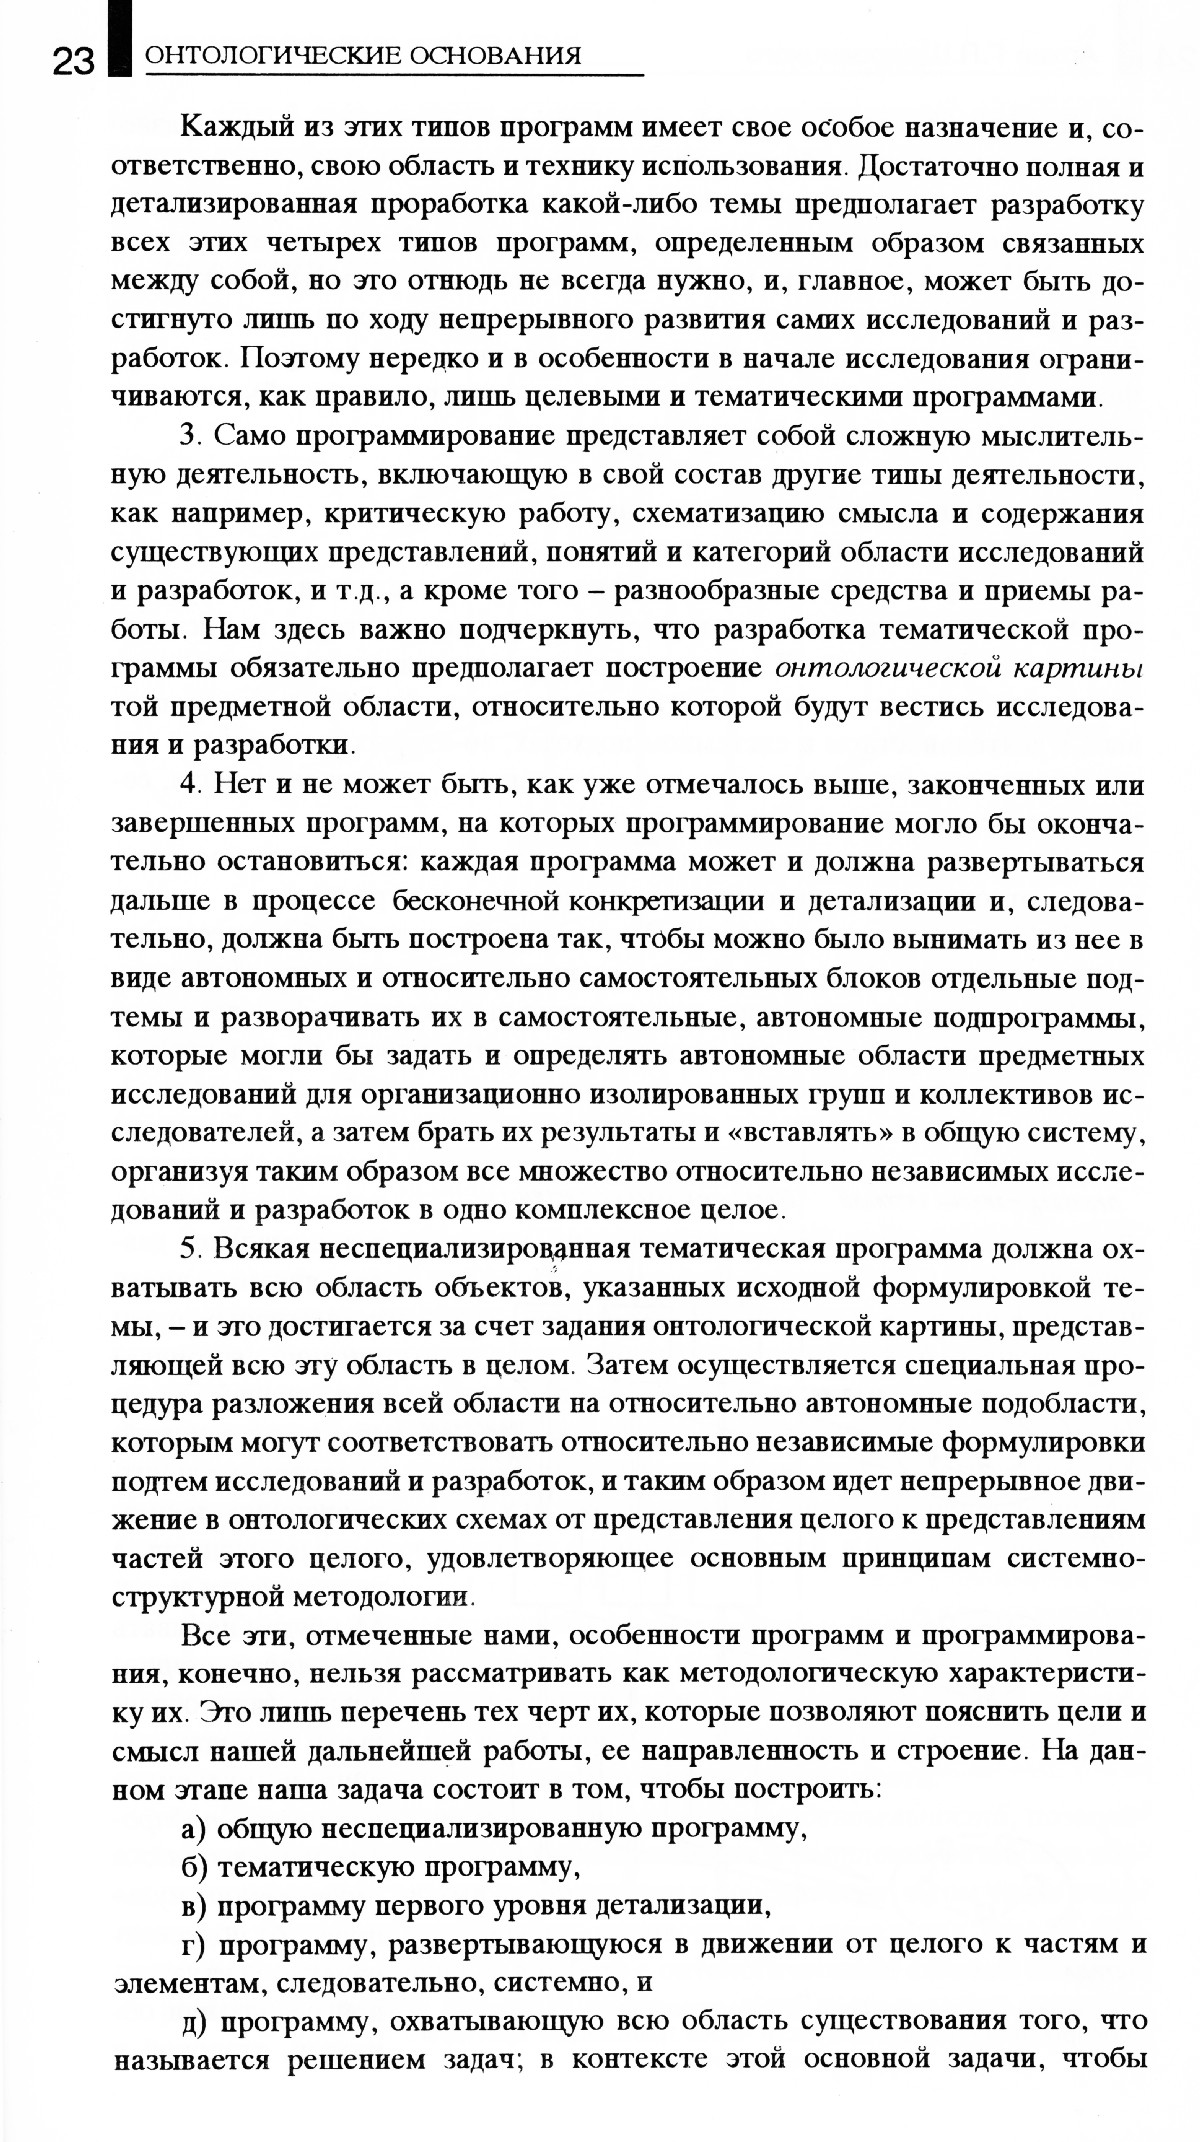 23
ОНТОЛОГИЧЕСКИЕ ОСНОВАНИЯ
Каждый из этих типов программ имеет свое особое назначение и, со-
ответственно, свою область и технику использования. Достаточно полная и
детализированная проработка какой-либо темы предполагает разработку
всех этих четырех типов программ, определенным образом связанных
между собой, но это отнюдь не всегда нужно, и, главное, может быть до-
стигнуто лишь по ходу непрерывного развития самих исследований и раз-
работок. Поэтому нередко и в особенности в начале исследования ограни-
чиваются, как правило, лишь целевыми и тематическими программами.
3. Само программирование представляет собой сложную мыслитель-
ную деятельность, включающую в свой состав другие типы деятельности,
как например, критическую работу, схематизацию смысла и содержания
существующих представлений, понятий и категорий области исследований
и разработок, и т.д., а кроме того – разнообразные средства и приемы ра-
боты. Нам здесь важно подчеркнуть, что разработка тематической про-
граммы обязательно предполагает построение онтологической картины
той предметной области, относительно которой будут вестись исследова-
ния и разработки.
4. Нет и не может быть, как уже отмечалось выше, законченных или
завершенных программ, на которых программирование могло бы оконча-
тельно остановиться: каждая программа может и должна развертываться
дальше в процессе бесконечной конкретизации и детализации и, следова-
тельно, должна быть построена так, чтобы можно было вынимать из нее в
виде автономных и относительно самостоятельных блоков отдельные под-
темы и разворачивать их в самостоятельные, автономные подпрограммы,
которые могли бы задать и определять автономные области предметных
исследований для организационно изолированных групп и коллективов ис-
следователей, а затем брать их результаты и «вставлять» в общую систему,
организуя таким образом все множество относительно независимых иссле-
дований и разработок в одно комплексное целое.
5. Всякая неспециализированная тематическая программа должна ох-
ватывать всю область объектов, указанных исходной формулировкой те-
мы, – и это достигается за счет задания онтологической картины, представ-
ляющей всю эту область в целом. Затем осуществляется специальная про-
цедура разложения всей области на относительно автономные подобласти,
которым могут соответствовать относительно независимые формулировки
подтем исследований и разработок, и таким образом идет непрерывное дви-
жение в онтологических схемах от представления целого к представлениям
частей этого целого, удовлетворяющее основным принципам системно-
структурной методологии.
Все эти, отмеченные нами, особенности программ и программирова-
ния, конечно, нельзя рассматривать как методологическую характеристи-
ку их. Это лишь перечень тех черт их, которые позволяют пояснить цели и
смысл нашей дальнейшей работы, ее направленность и строение. На дан-
ном этапе наша задача состоит в том, чтобы построить:
а) общую неспециализированную программу,
б) тематическую программу,
в) программу первого уровня детализации,
г) программу, развертывающуюся в движении от целого к частям и
элементам, следовательно, системно, и
д) программу, охватывающую всю область существования того, что
называется решением задач; в контексте этой основной задачи, чтобы